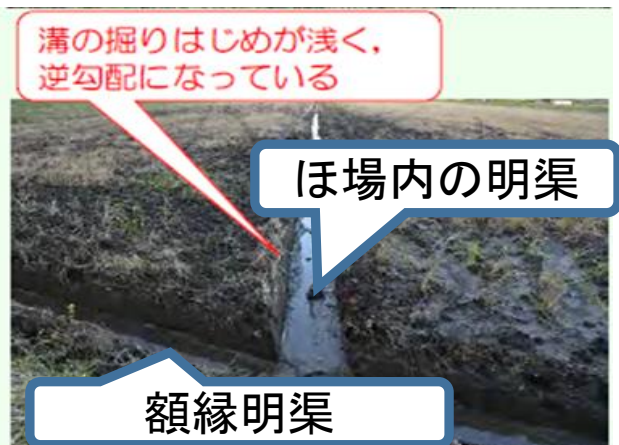 溝の掘りはじめが浅く，
逆勾配になっている
ほ場内の明渠
額縁明渠